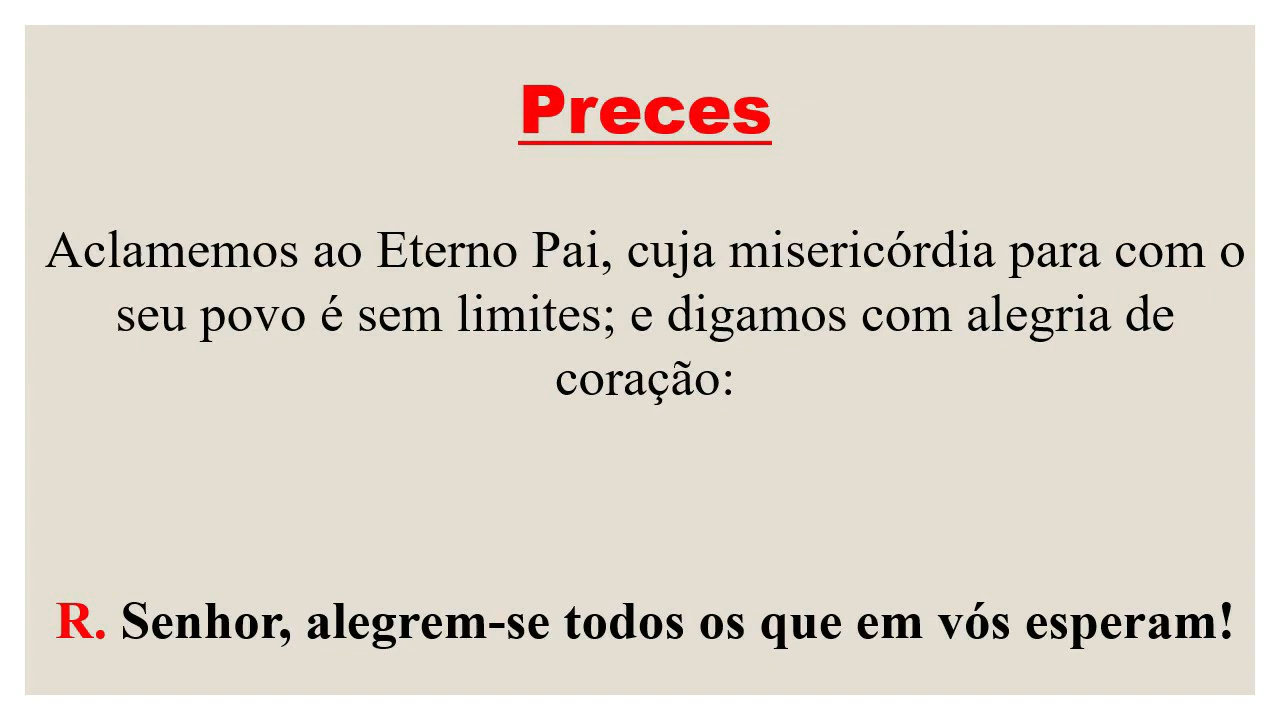 Preces
Aclamemos ao Eterno Pai, cuja misericórdia para com o
seu povo é sem limites; e digamos com alegria de
coração:
R. Senhor, alegrem-se todos os que em vós esperam!